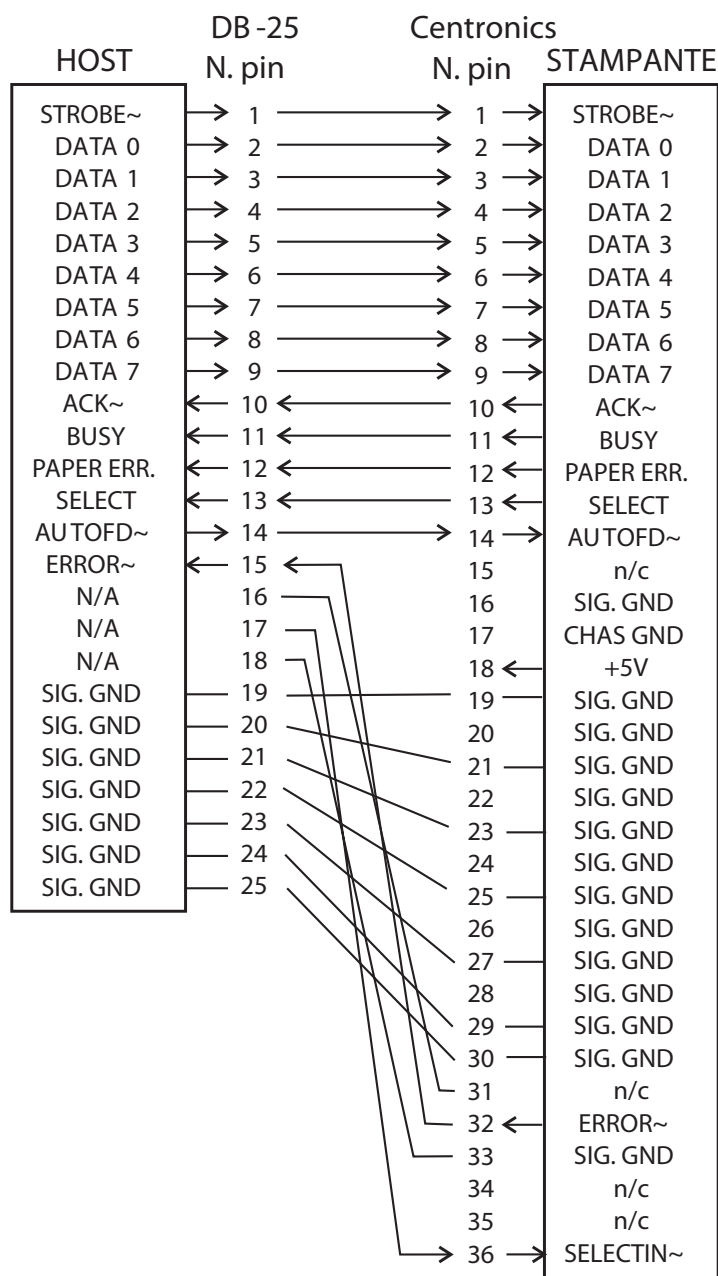 DB-25 Centronics
HOST N. pin N. pin STAMPANTE
STROBE~ 1 1 STROBE~
DATA 0 2 2 DATA 0
DATA 1 3 3 DATA 1
DATA 2 4 4 DATA 2
DATA 3 5 5 DATA 3
DATA 4 6 6 DATA 4
DATA 5 7 7 DATA 5
DATA 6 8 8 DATA 6
DATA 7 9 9 DATA 7
ACK~ 10 10 ACK~
BUSY 11 11 BUSY
PAPER ERR. 12 12 PAPER ERR.
SELECT 13 13 SELECT
AUTOFD~ 14 14 AUTOFD~
ERROR~ 15 15 n/c
N/A 16 16 SIG. GND
N/A 17 17 CHAS GND
N/A 18 18 +5V
SIG. GND 19 19 SIG. GND
SIG. GND 20 20 SIG. GND
SIG. GND 21 21 SIG. GND
SIG. GND 22 22 SIG. GND
SIG. GND 23 23 SIG. GND
SIG. GND 24 24 SIG. GND
SIG. GND 25 25 SIG. GND
26 SIG. GND
27 SIG. GND
28 SIG. GND
29 SIG. GND
30 SIG. GND
31 n/c
32 ERROR~
33 SIG. GND
34 n/c
35 n/c
36 SELECTIN~